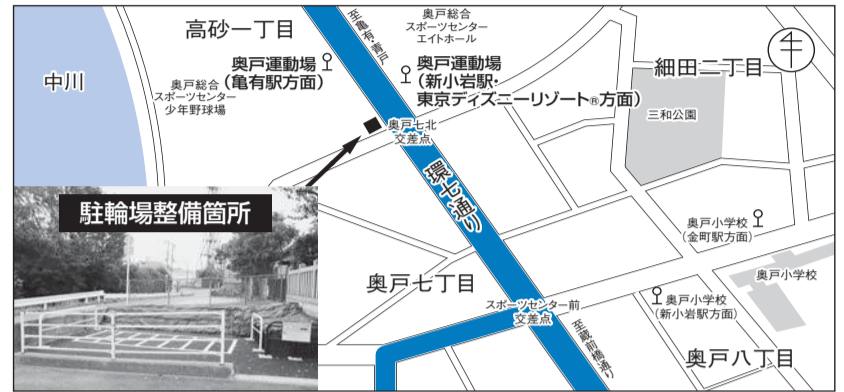 高砂一丁目
至亀有・青戸
奥戸総合
スポーツセンター
エイトホール
奥戸運動場
(亀有駅方面)
奥戸運動場
(新小岩駅・
東京ディズニーリゾート®方面)
細田二丁目
中川
奥戸総合
スポーツセンター
少年野球場
三和公園
奥戸七北
交差点
環七通り
駐輪場整備箇所
奥戸小学校
(金町駅方面)
奥戸七丁目
奥戸小学校
スポーツセンター前
交差点
奥戸小学校
(新小岩駅方面)
至蔵前橋通り
奥戸八丁目